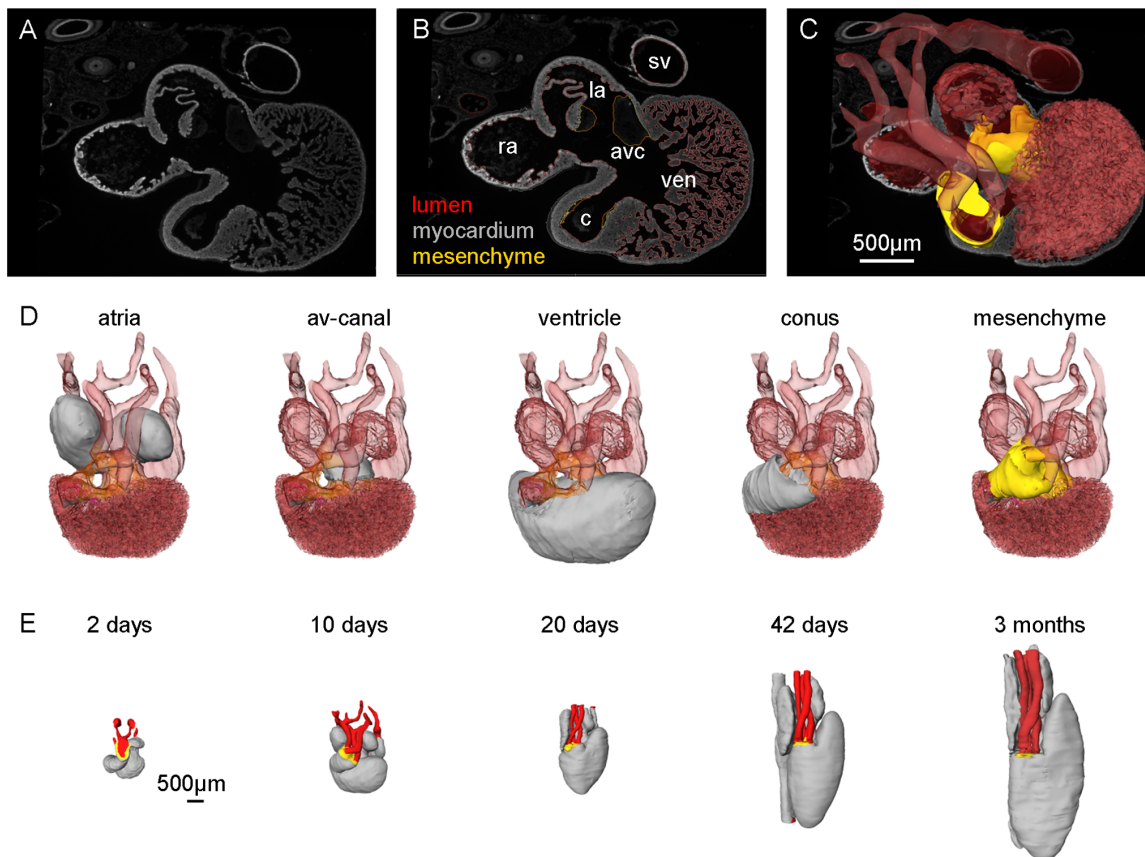 A
B
C
sv
la
ra
avc
ven
c
lumen
myocardium
mesenchyme
500µm
D
atria
av-canal
ventricle
conus
mesenchyme
E
2 days
10 days
20 days
42 days
3 months
500µm